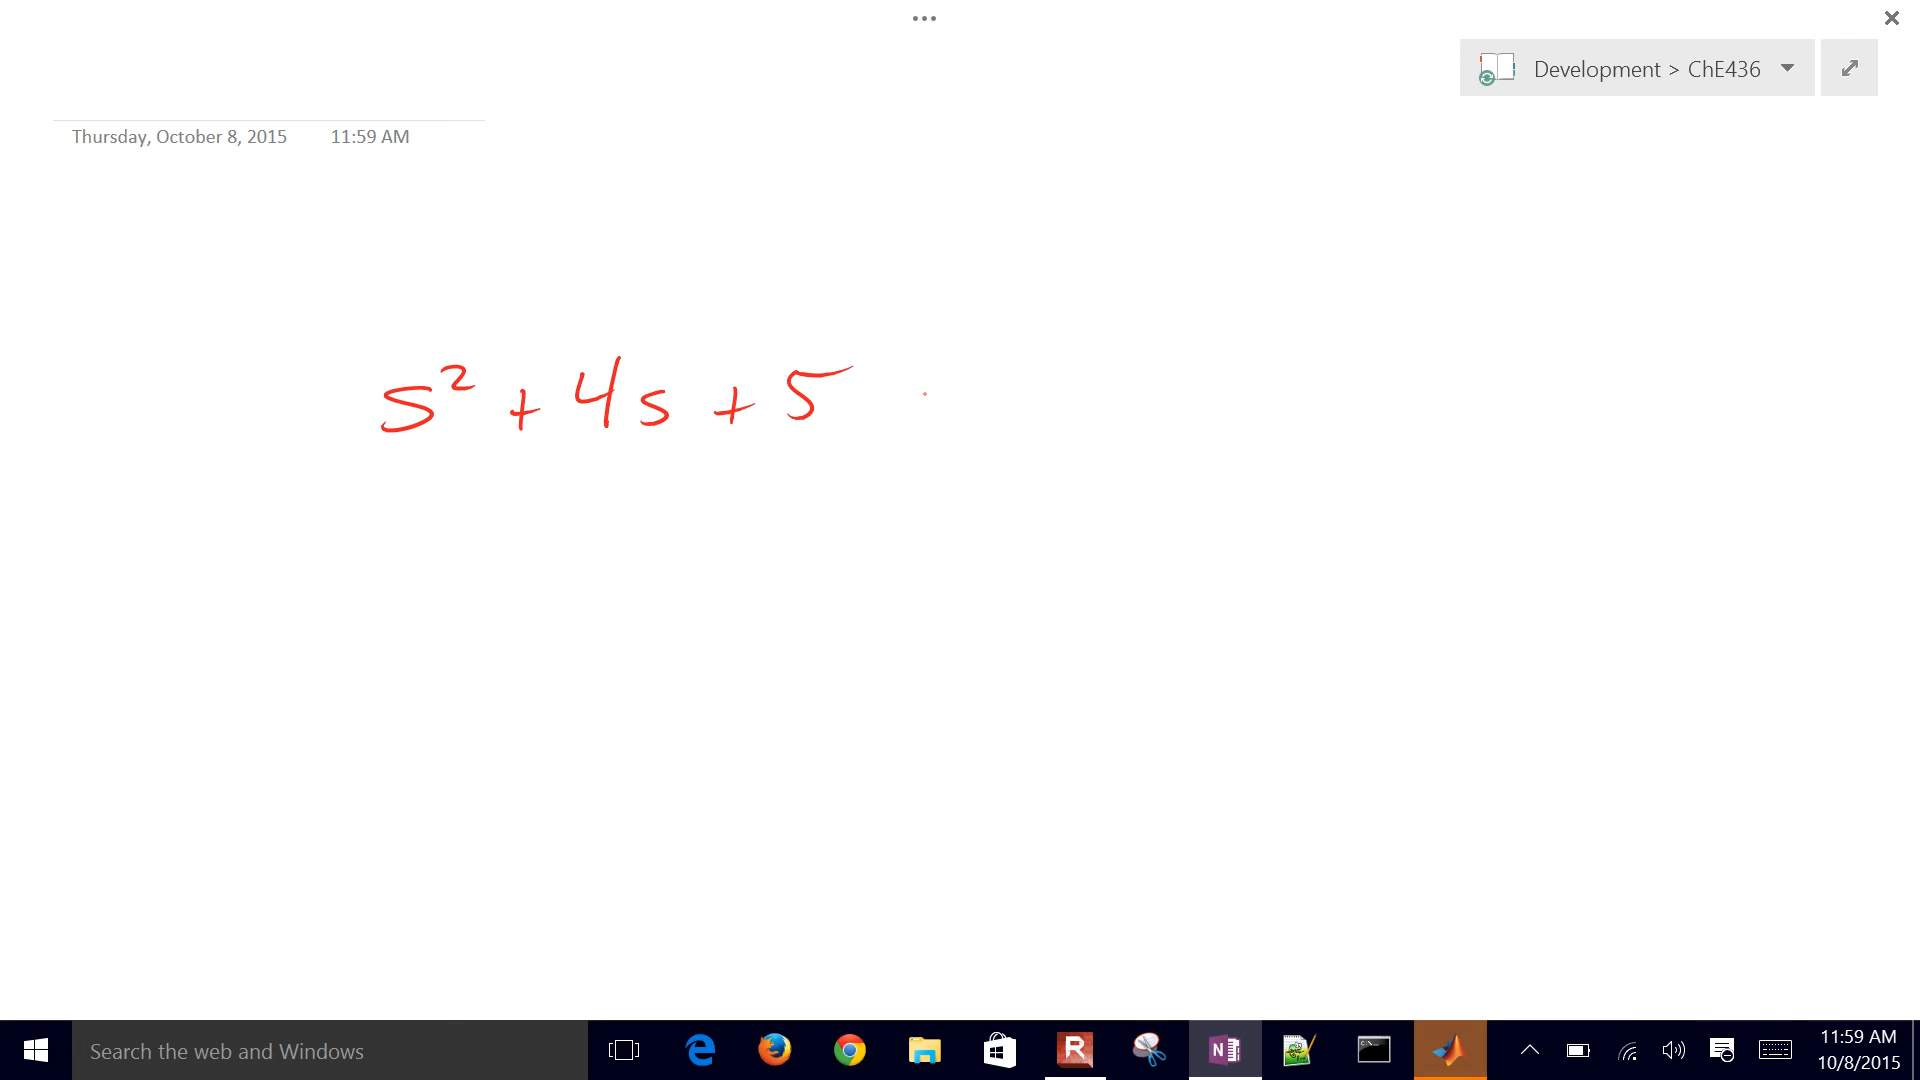 Development > ChE436
Thursday, October 8, 2015 11:59 AM
s² + 4s + 5
Search the web and Windows
11:59 AM
10/8/2015